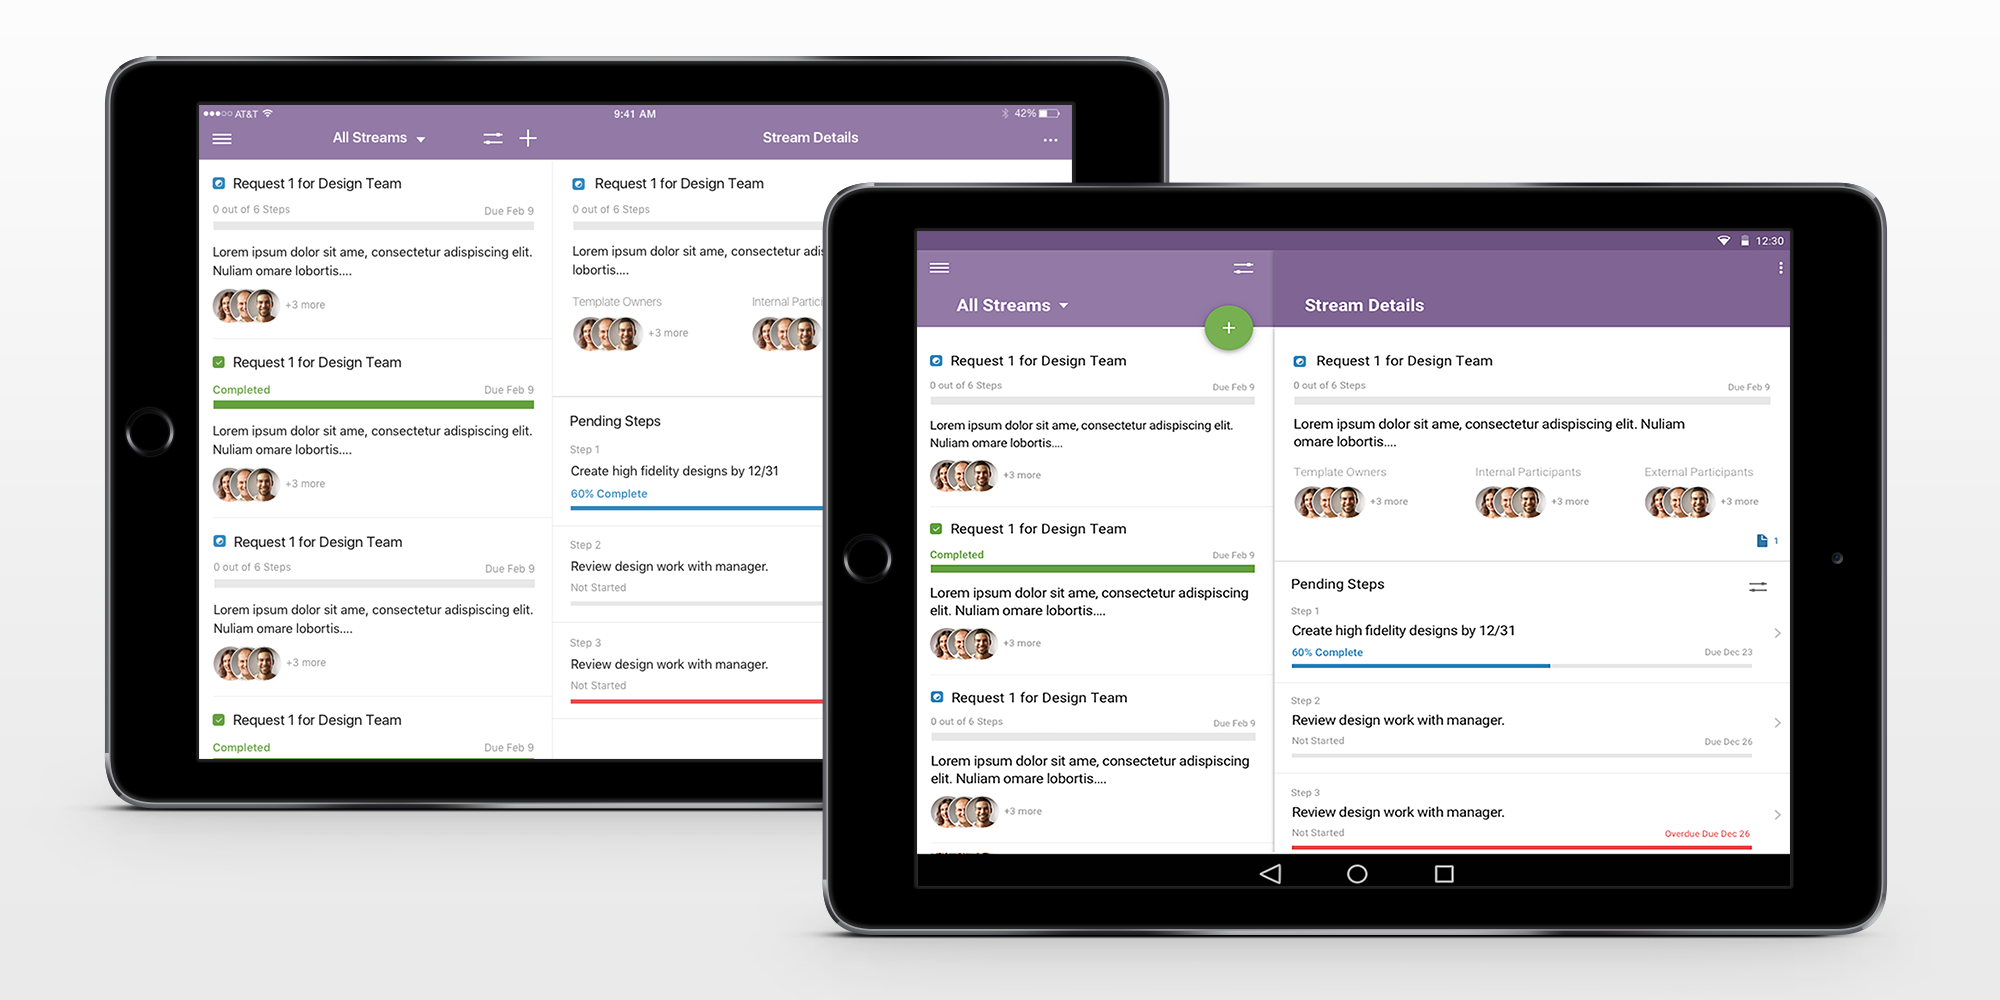 AT&T
9:41 AM
42%
All Streams
Stream Details
Request 1 for Design Team
0 out of 6 Steps
Due Feb 9
Lorem ipsum dolor sit ame, consectetur adipiscing elit.
Nuliam omare lobortis....
+3 more
Request 1 for Design Team
Completed
Due Feb 9
Lorem ipsum dolor sit ame, consectetur adipiscing elit.
Nuliam omare lobortis....
+3 more
Request 1 for Design Team
0 out of 6 Steps
Due Feb 9
Lorem ipsum dolor sit ame, consectetur adipiscing elit.
Nuliam omare lobortis....
+3 more
Request 1 for Design Team
Completed
Due Feb 9
Request 1 for Design Team
0 out of 6 Steps
Lorem ipsum dolor sit ame, consectetur adis
lobortis....
Template Owners
Internal Partici
+3 more
Pending Steps
Step 1
Create high fidelity designs by 12/31
60% Complete
Step 2
Review design work with manager.
Not Started
Step 3
Review design work with manager.
Not Started
12:30
All Streams
Stream Details
Request 1 for Design Team
0 out of 6 Steps
Due Feb 9
Lorem ipsum dolor sit ame, consectetur adipiscing elit.
Nuliam omare lobortis....
+3 more
Request 1 for Design Team
Completed
Due Feb 9
Lorem ipsum dolor sit ame, consectetur adipiscing
elit. Nuliam omare lobortis....
+3 more
Request 1 for Design Team
0 out of 6 Steps
Due Feb 9
Lorem ipsum dolor sit ame, consectetur adipiscing
elit. Nuliam omare lobortis....
+3 more
Request 1 for Design Team
0 out of 6 Steps
Due Feb 9
Lorem ipsum dolor sit ame, consectetur adipiscing elit. Nuliam
omare lobortis....
Template Owners
Internal Participants
External Participants
+3 more
+3 more
+3 more
1
Pending Steps
Step 1
Create high fidelity designs by 12/31
60% Complete
Due Dec 23
Step 2
Review design work with manager.
Not Started
Due Dec 26
Step 3
Review design work with manager.
Not Started
Overdue Due Dec 26